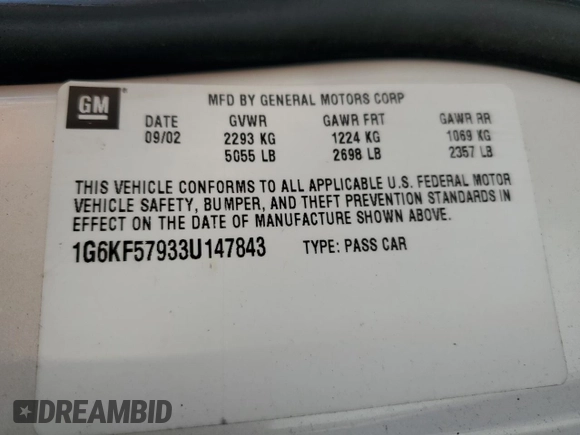 GM
MFD BY GENERAL MOTORS CORP
DATE GVWR GAWR FRT GAWR RR
09/02 2293 KG 1224 KG 1069 KG
5055 LB 2698 LB 2357 LB
THIS VEHICLE CONFORMS TO ALL APPLICABLE U.S. FEDERAL MOTOR
VEHICLE SAFETY, BUMPER, AND THEFT PREVENTION STANDARDS IN
EFFECT ON THE DATE OF MANUFACTURE SHOWN ABOVE.
1G6KF57933U147843 TYPE: PASS CAR
DREAMBID